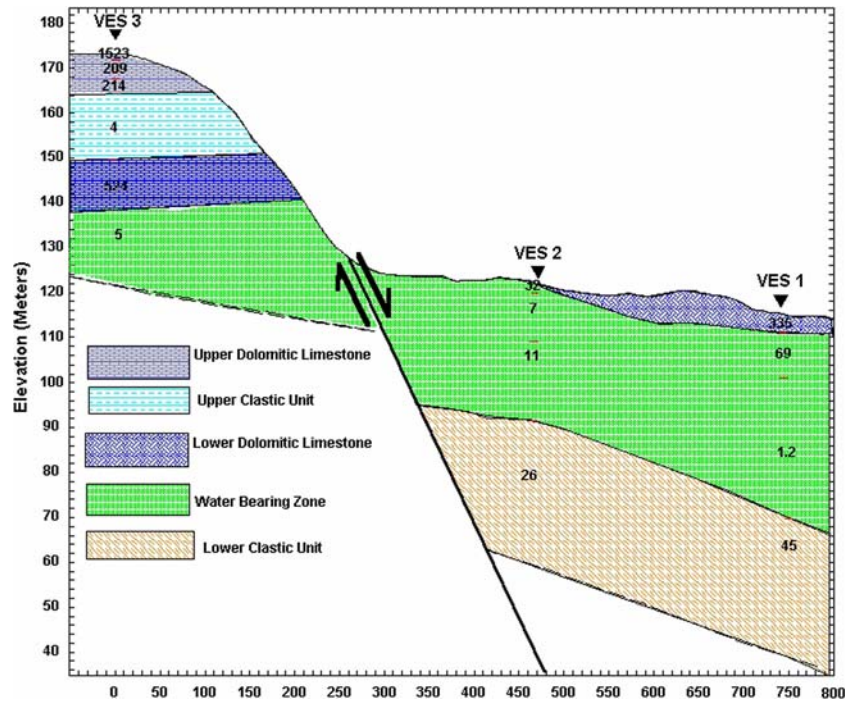 VES 3
VES 2
VES 1
Elevation (Meters)
180
170
160
150
140
130
120
110
100
90
80
70
60
50
40
1523
209
214
4
524
5
32
7
11
26
336
69
1.2
45
Upper Dolomitic Limestone
Upper Clastic Unit
Lower Dolomitic Limestone
Water Bearing Zone
Lower Clastic Unit
0 50 100 150 200 250 300 350 400 450 500 550 600 650 700 750 800